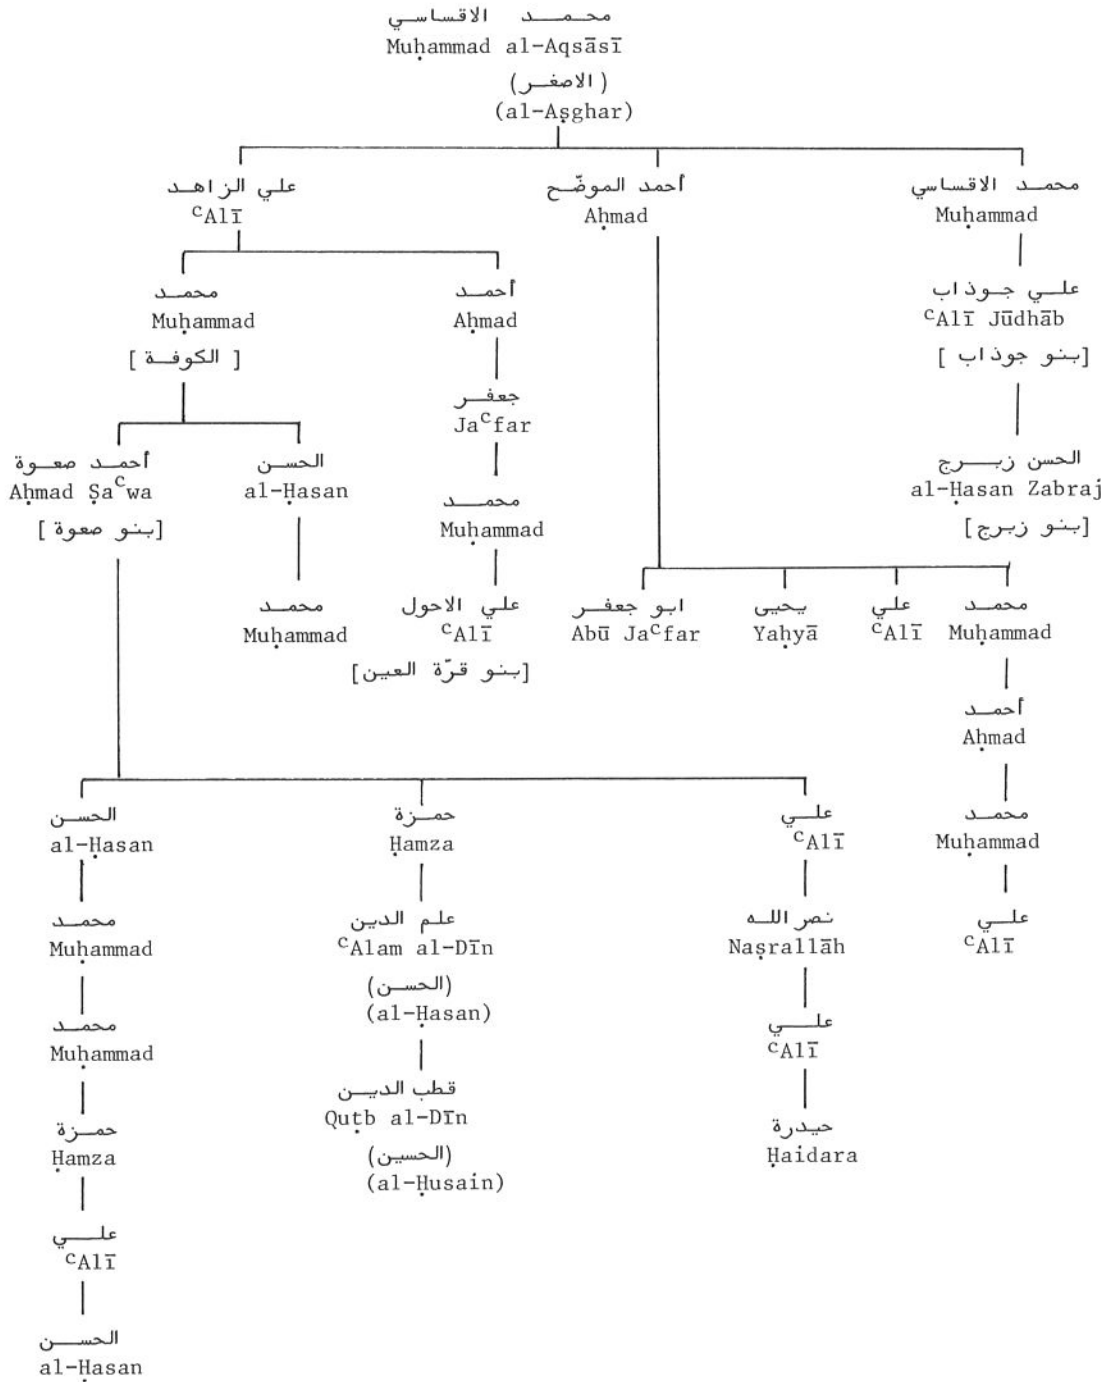 محمد الاقساسي
Muḥammad al-Aqsāsī
(الاصغر)
(al-Aṣghar)
علي الزاهد
ᶜAlī
أحمد الموضّح
Aḥmad
محمد الاقساسي
Muḥammad
محمد
Muḥammad
[الكوفة]
أحمد
Aḥmad
علي جوذاب
ᶜAlī Jūdhāb
[بنو جوذاب]
جعفر
Jaᶜfar
أحمد صعوة
Aḥmad Ṣaᶜwa
[بنو صعوة]
الحسن
al-Ḥasan
محمد
Muḥammad
الحسن زبرج
al-Ḥasan Zabraj
[بنو زبرج]
محمد
Muḥammad
علي الاحول
ᶜAlī
[بنو قرّة العين]
ابو جعفر
Abū Jaᶜfar
يحيى
Yaḥyā
علي
ᶜAlī
محمد
Muḥammad
أحمد
Aḥmad
الحسن
al-Ḥasan
حمزة
Ḥamza
علي
ᶜAlī
محمد
Muḥammad
محمد
Muḥammad
علم الدين
ᶜAlam al-Dīn
(الحسن)
(al-Ḥasan)
نصر الله
Naṣrallāh
علي
ᶜAlī
محمد
Muḥammad
علي
ᶜAlī
قطب الدين
Quṭb al-Dīn
(الحسين)
(al-Ḥusain)
حمزة
Ḥamza
حيدرة
Ḥaidara
علي
ᶜAlī
الحسن
al-Ḥasan